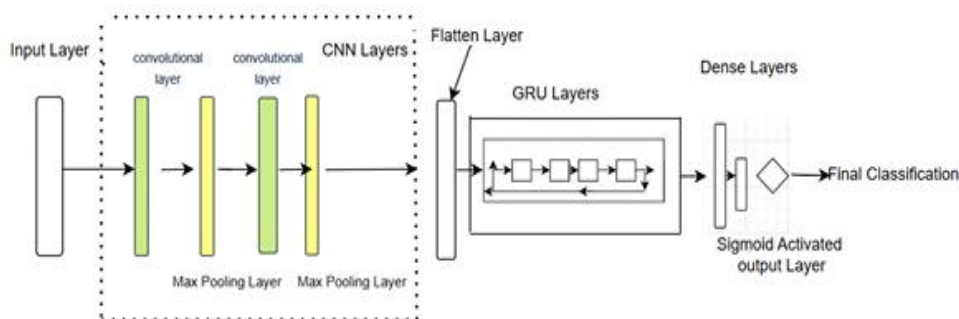 Input Layer
convolutional
layer
convolutional
layer
CNN Layers
Max Pooling Layer
Max Pooling Layer
Flatten Layer
GRU Layers
Dense Layers
Sigmoid Activated
output Layer
Final Classification